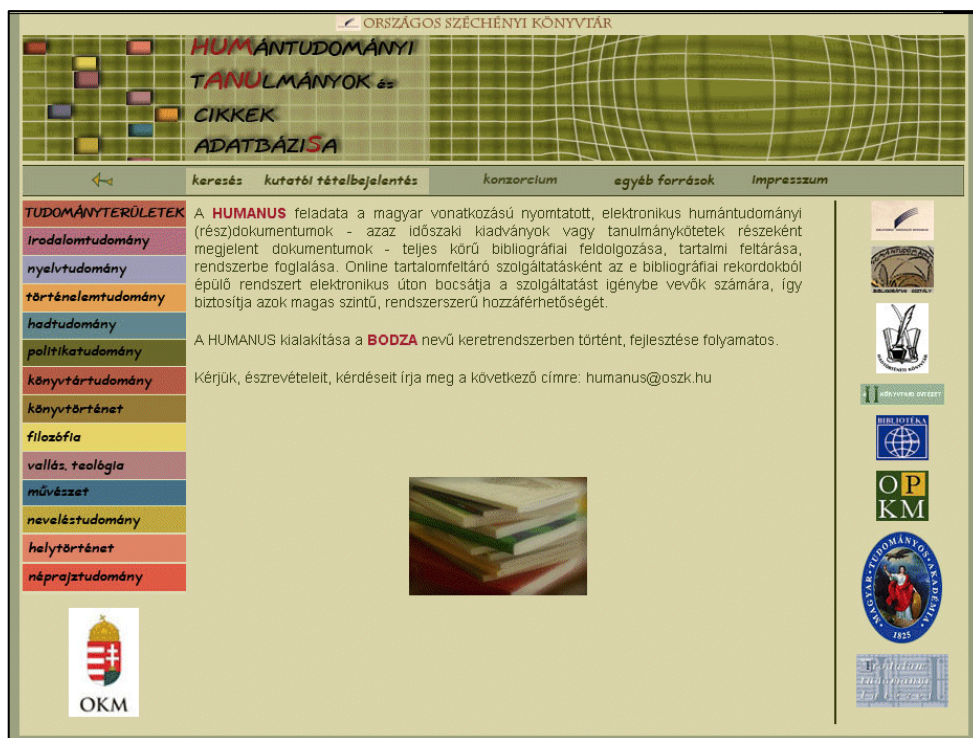 ORSZÁGOS SZÉCHÉNYI KÖNYVTÁR
HUMÁNTUDOMÁNYI
TANULMÁNYOK és
CIKKEK
ADATBÁZISA
keresés kutatói tételbejelentés konzorcium egyéb források impresszum
TUDOMÁNYTERÜLETEK
irodalomtudomány
nyelvtudomány
történelemtudomány
hadtudomány
politikatudomány
könyvtártudomány
könyvtörténet
filozófia
vallás, teológia
művészet
neveléstudomány
helytörténet
néprajztudomány
OKM
A HUMANUS feladata a magyar vonatkozású nyomtatott, elektronikus humántudományi
(rész)dokumentumok - azaz időszaki kiadványok vagy tanulmánykötetek részeként
megjelent dokumentumok - teljes körű bibliográfiai feldolgozása, tartalmi feltárása,
rendszerbe foglalása. Online tartalomfeltáró szolgáltatásként az e bibliográfiai rekordokból
épülő rendszert elektronikus úton bocsátja a szolgáltatást igénybe vevők számára, így
biztosítja azok magas szintű, rendszerszerű hozzáférhetőségét.
A HUMANUS kialakítása a BODZA nevű keretrendszerben történt, fejlesztése folyamatos.
Kérjük, észrevételeit, kérdéseit írja meg a következő címre: humanus@oszk.hu
KÖNYVTÁRI INTÉZET
BIBLIOTÉKA
OP
KM
MAGYAR·TUDOMÁNYOS·AKADÉMIA·
1825
Irodalom
tudományi